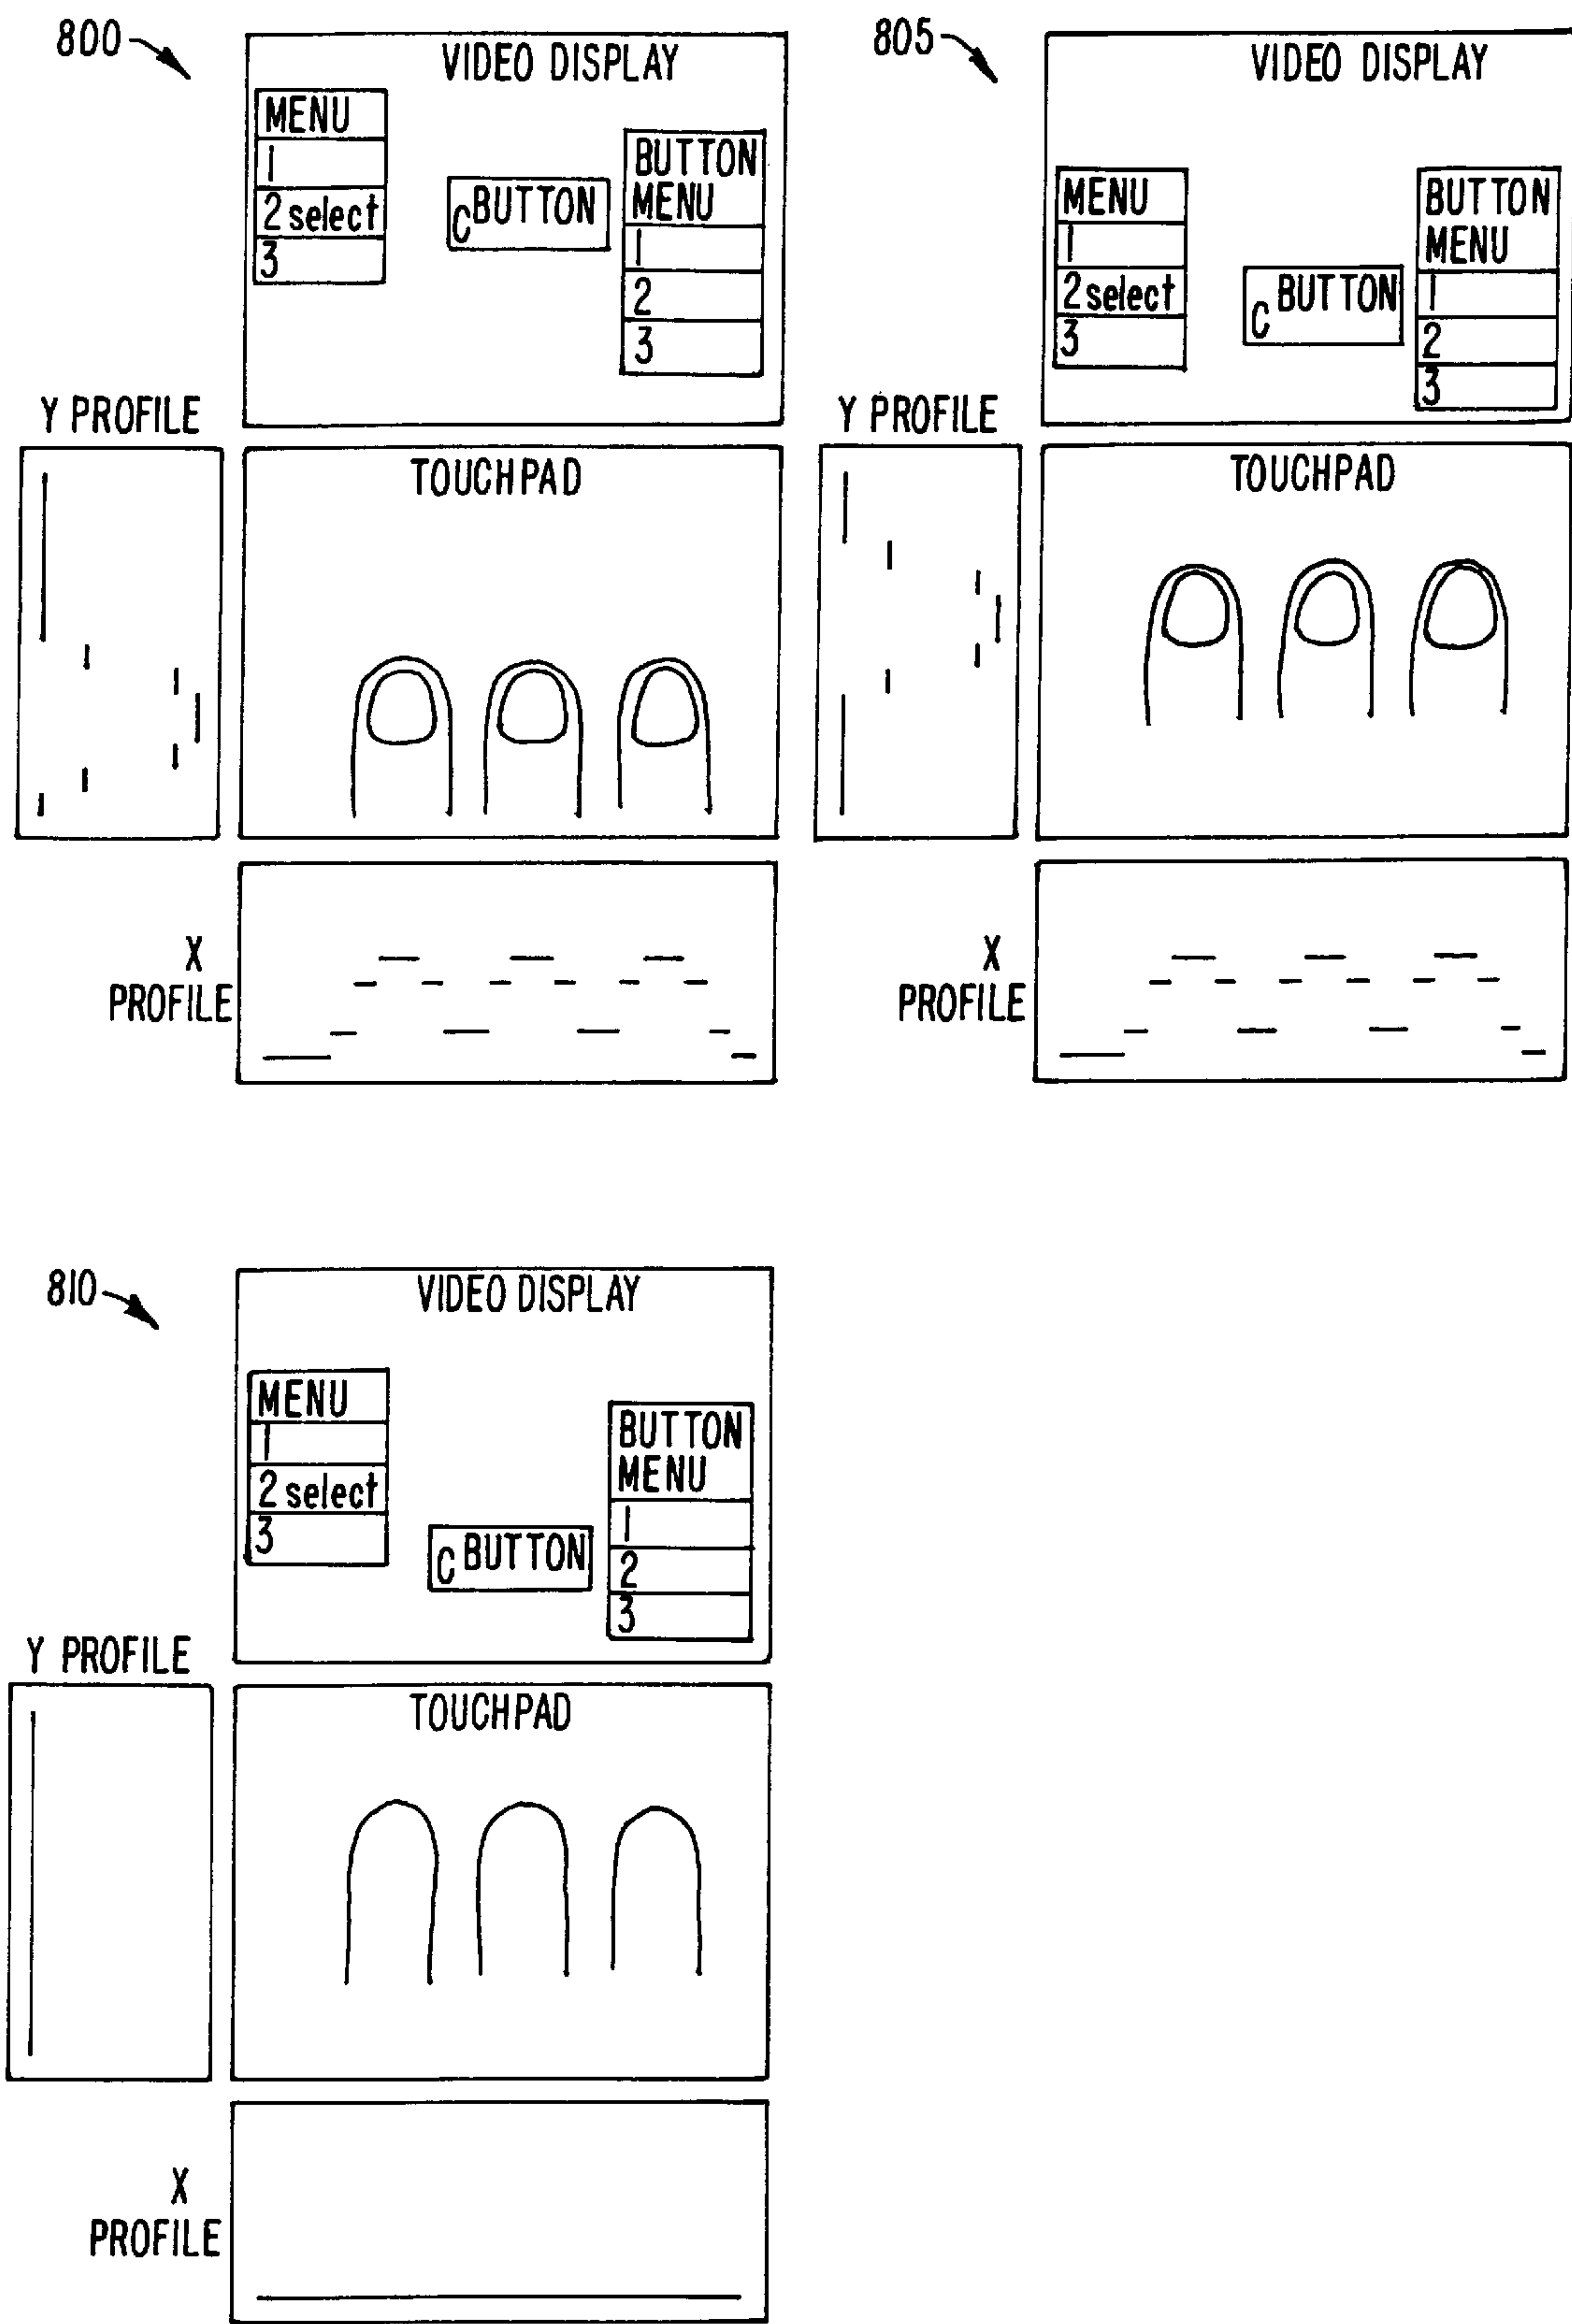 800
VIDEO DISPLAY
MENU
1
2 select
3
C BUTTON
BUTTON
MENU
1
2
3
Y PROFILE
TOUCHPAD
X
PROFILE
805
VIDEO DISPLAY
MENU
1
2 select
3
C BUTTON
BUTTON
MENU
1
2
3
Y PROFILE
TOUCHPAD
X
PROFILE
810
VIDEO DISPLAY
MENU
1
2 select
3
C BUTTON
BUTTON
MENU
1
2
3
Y PROFILE
TOUCHPAD
X
PROFILE